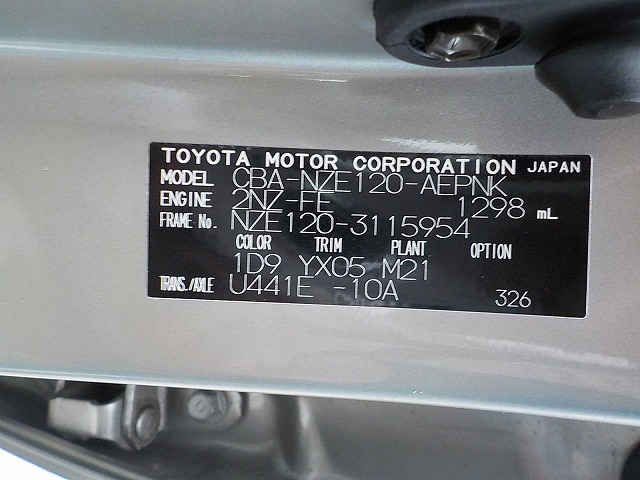 TOYOTA MOTOR CORPORATION JAPAN
MODEL CBA-NZE120-AEPNK
ENGINE 2NZ-FE 1298 mL
FRAME No. NZE120-3115954
COLOR TRIM PLANT OPTION
1D9 YX05 M21
TRANS./AXLE U441E -10A 326